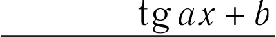 tg ax + b